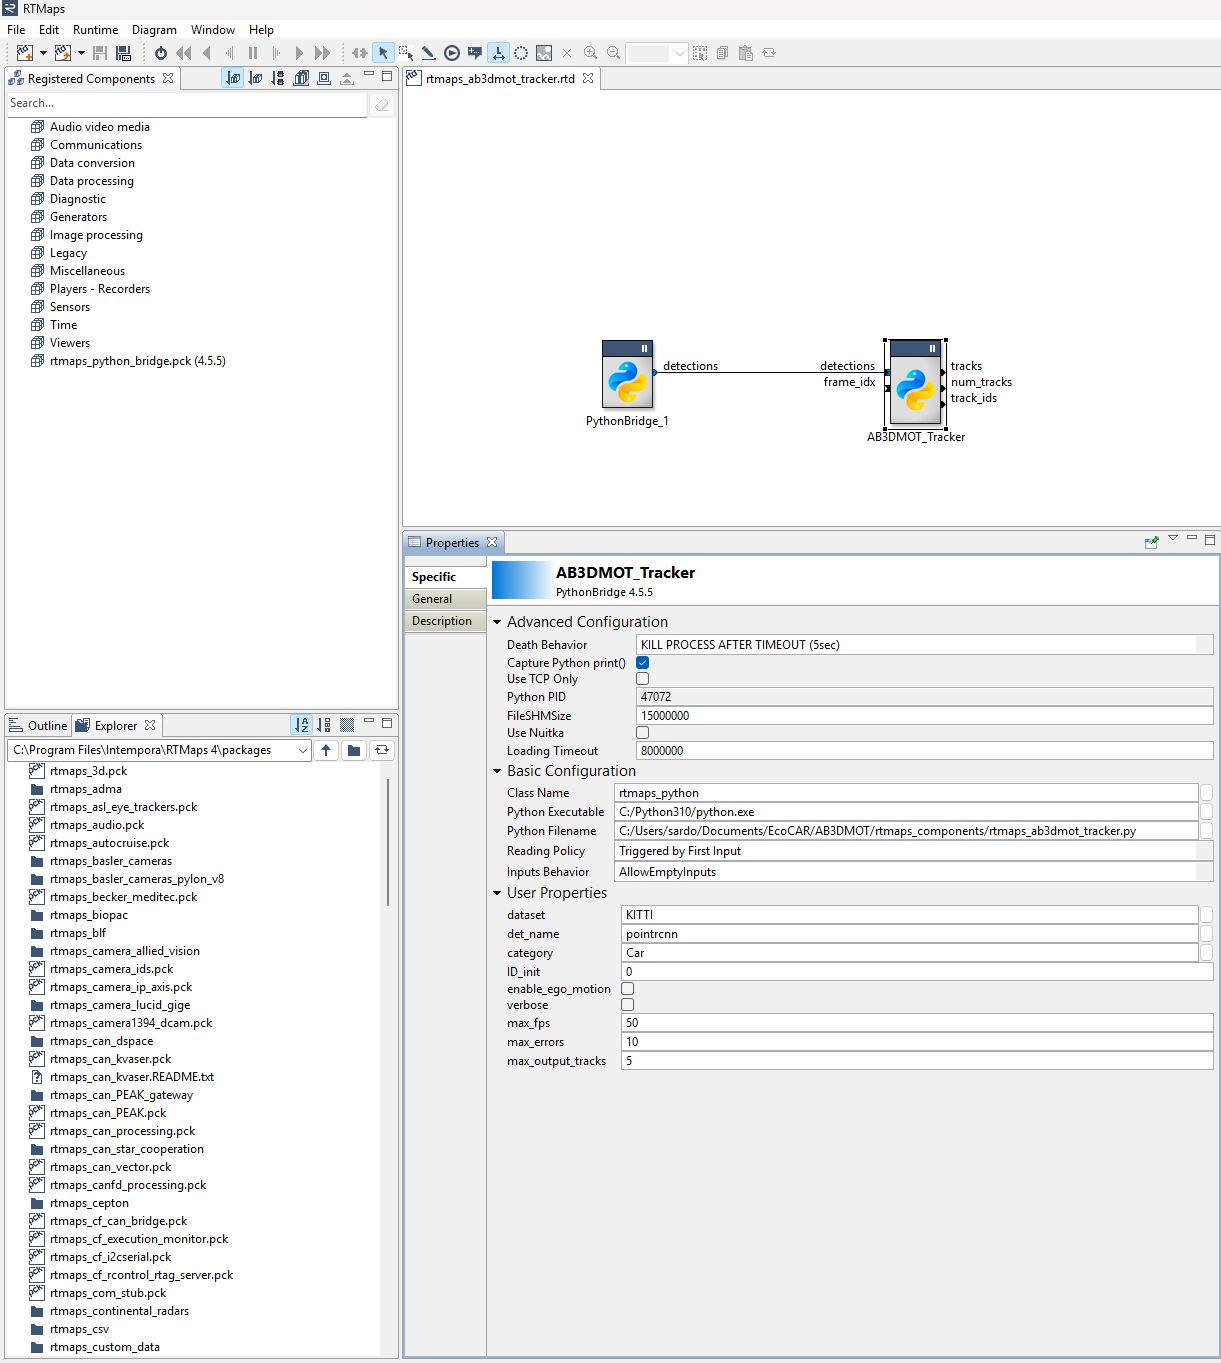 RTMaps
File Edit Runtime Diagram Window Help
Registered Components
Search...
Audio video media
Communications
Data conversion
Data processing
Diagnostic
Generators
Image processing
Legacy
Miscellaneous
Players - Recorders
Sensors
Time
Viewers
rtmaps_python_bridge.pck (4.5.5)
Outline Explorer
C:\Program Files\Intempora\RTMaps 4\packages
rtmaps_3d.pck
rtmaps_adma
rtmaps_asl_eye_trackers.pck
rtmaps_audio.pck
rtmaps_autocruise.pck
rtmaps_basler_cameras
rtmaps_basler_cameras_pylon_v8
rtmaps_becker_meditec.pck
rtmaps_biopac
rtmaps_blf
rtmaps_camera_allied_vision
rtmaps_camera_ids.pck
rtmaps_camera_ip_axis.pck
rtmaps_camera_lucid_gige
rtmaps_camera1394_dcam.pck
rtmaps_can_dspace
rtmaps_can_kvaser.pck
rtmaps_can_kvaser.README.txt
rtmaps_can_PEAK_gateway
rtmaps_can_PEAK.pck
rtmaps_can_processing.pck
rtmaps_can_star_cooperation
rtmaps_can_vector.pck
rtmaps_canfd_processing.pck
rtmaps_cepton
rtmaps_cf_can_bridge.pck
rtmaps_cf_execution_monitor.pck
rtmaps_cf_i2cserial.pck
rtmaps_cf_rcontrol_rtag_server.pck
rtmaps_com_stub.pck
rtmaps_continental_radars
rtmaps_csv
rtmaps_custom_data
rtmaps_ab3dmot_tracker.rtd
detections
PythonBridge_1
detections
frame_idx
tracks
num_tracks
track_ids
AB3DMOT_Tracker
Properties
Specific
General
Description
AB3DMOT_Tracker
PythonBridge 4.5.5
Advanced Configuration
Death Behavior KILL PROCESS AFTER TIMEOUT (5sec)
Capture Python print()
Use TCP Only
Python PID 47072
FileSHMSize 15000000
Use Nuitka
Loading Timeout 8000000
Basic Configuration
Class Name rtmaps_python
Python Executable C:/Python310/python.exe
Python Filename C:/Users/sardo/Documents/EcoCAR/AB3DMOT/rtmaps_components/rtmaps_ab3dmot_tracker.py
Reading Policy Triggered by First Input
Inputs Behavior AllowEmptyInputs
User Properties
dataset KITTI
det_name pointrcnn
category Car
ID_init 0
enable_ego_motion
verbose
max_fps 50
max_errors 10
max_output_tracks 5